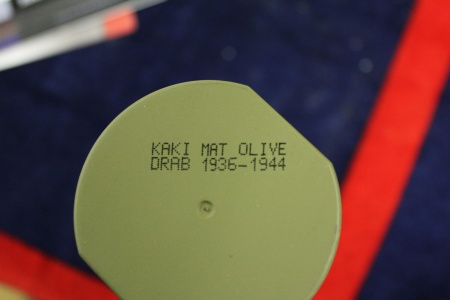 KAKI MAT OLIVE
DRAB 1936-1944